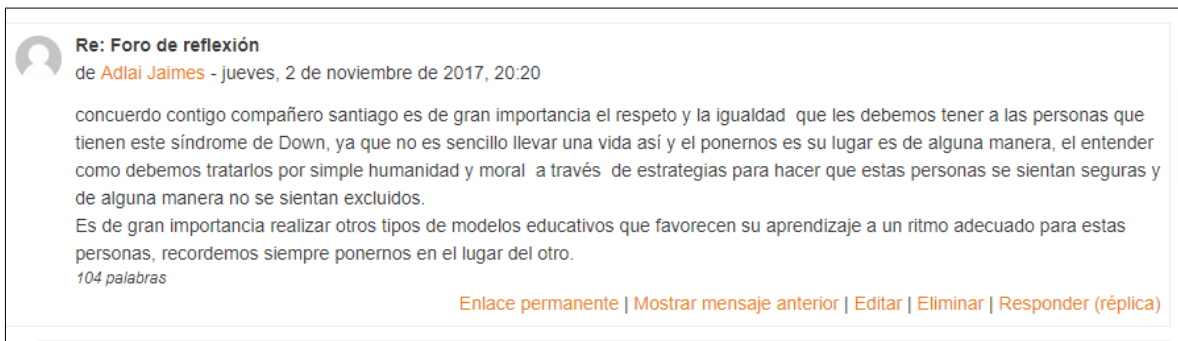 Re: Foro de reflexión
de Adlai Jaimes - jueves, 2 de noviembre de 2017, 20:20
concuerdo contigo compañero santiago es de gran importancia el respeto y la igualdad  que les debemos tener a las personas que
tienen este síndrome de Down, ya que no es sencillo llevar una vida así y el ponernos es su lugar es de alguna manera, el entender
como debemos tratarlos por simple humanidad y moral  a través  de estrategias para hacer que estas personas se sientan seguras y
de alguna manera no se sientan excluidos.
Es de gran importancia realizar otros tipos de modelos educativos que favorecen su aprendizaje a un ritmo adecuado para estas
personas, recordemos siempre ponernos en el lugar del otro.
104 palabras
Enlace permanente | Mostrar mensaje anterior | Editar | Eliminar | Responder (réplica)